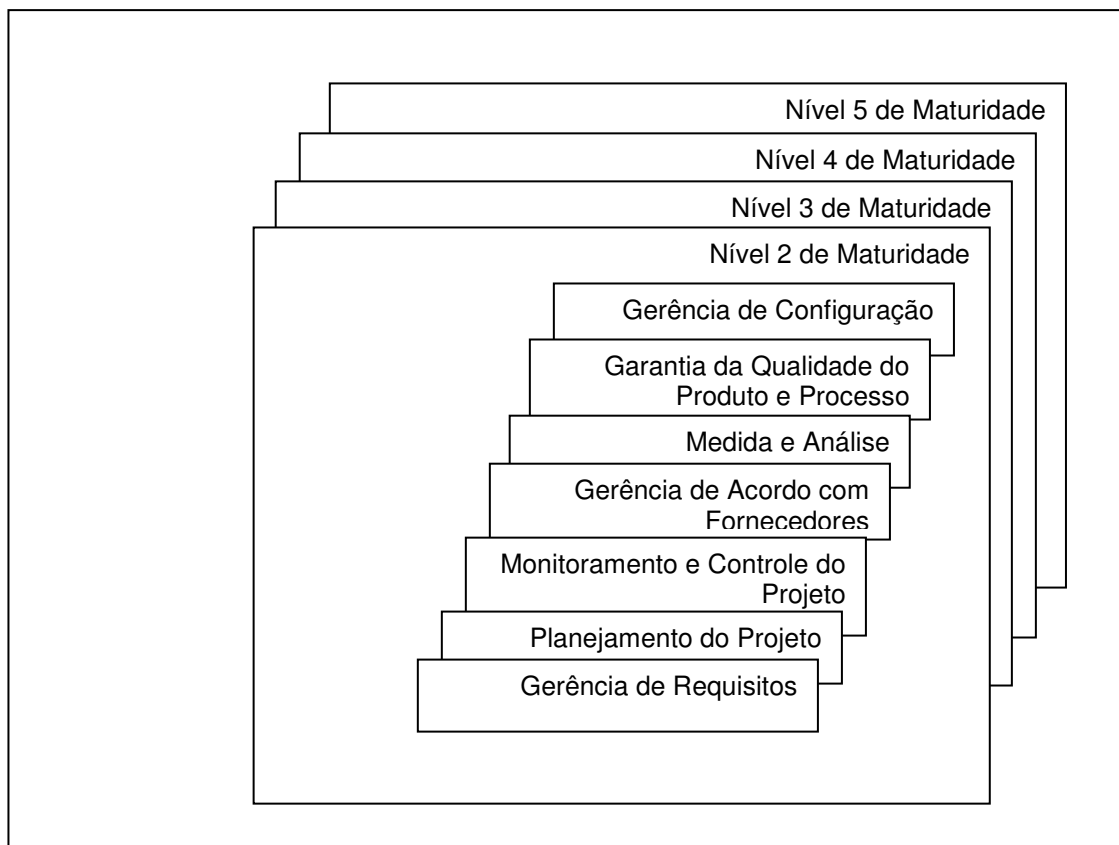 Nível 5 de Maturidade
Nível 4 de Maturidade
Nível 3 de Maturidade
Nível 2 de Maturidade
Gerência de Configuração
Garantia da Qualidade do
Produto e Processo
Medida e Análise
Gerência de Acordo com
Fornecedores
Monitoramento e Controle do
Projeto
Planejamento do Projeto
Gerência de Requisitos